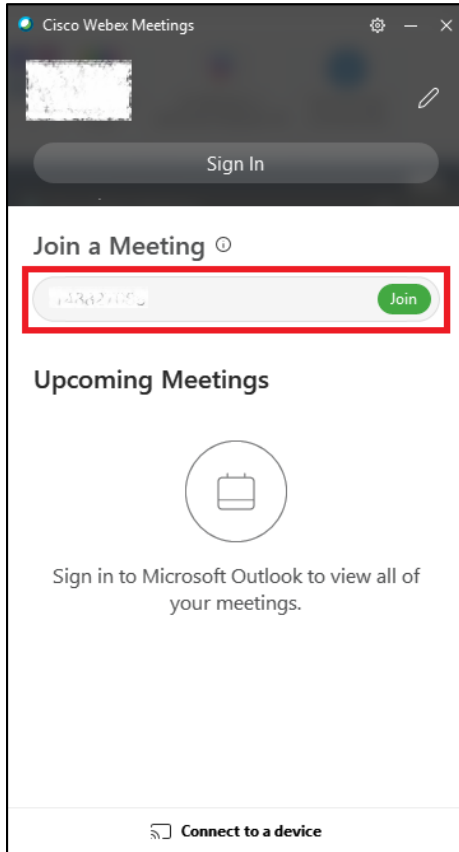 Cisco Webex Meetings
Sign In
Join a Meeting
Join
Upcoming Meetings
Sign in to Microsoft Outlook to view all of
your meetings.
Connect to a device